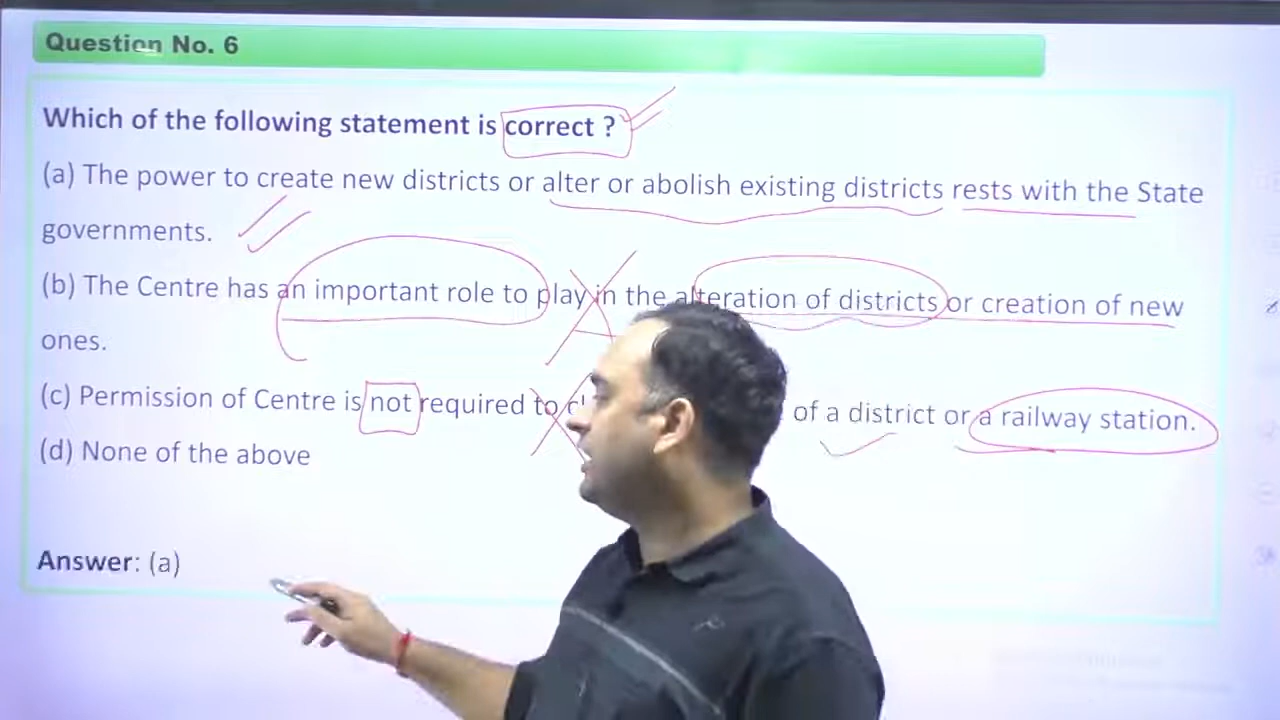 Question No. 6
Which of the following statement is correct ?
(a) The power to create new districts or alter or abolish existing districts rests with the State
governments.
(b) The Centre has an important role to play in the alteration of districts or creation of new
ones.
(c) Permission of Centre is not required to of a district or a railway station.
(d) None of the above
Answer: (a)